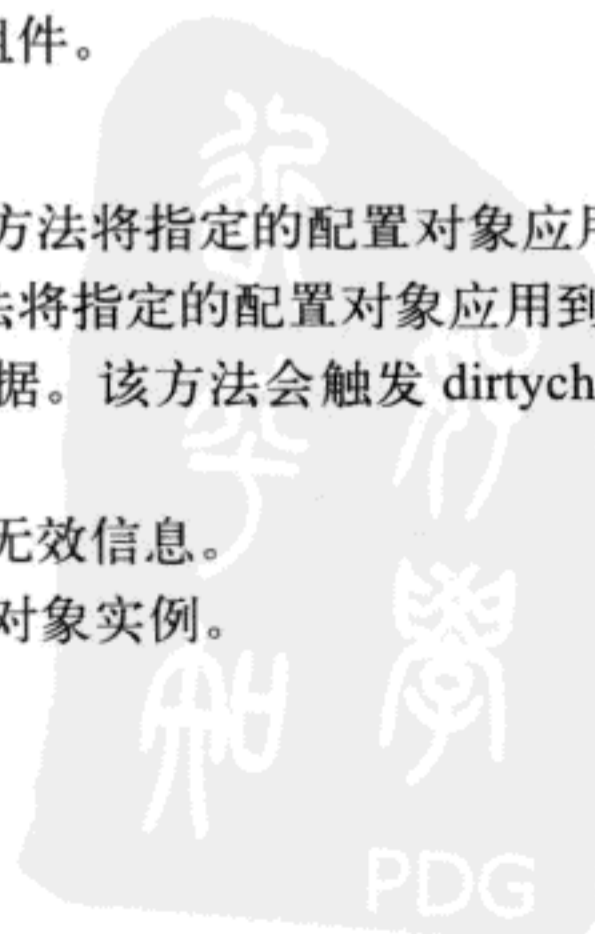 组件。
方法将指定的配置对象应用
法将指定的配置对象应用到
据。该方法会触发 dirtych
无效信息。
对象实例。
PDG